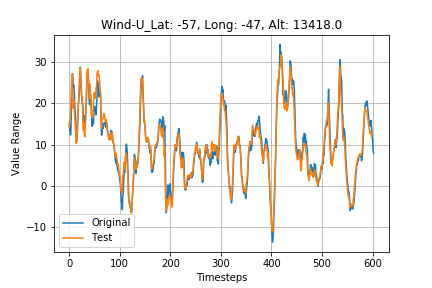 Wind-U_Lat: -57, Long: -47, Alt: 13418.0
Value Range
30
20
10
0
−10
Original
Test
0 100 200 300 400 500 600
Timesteps